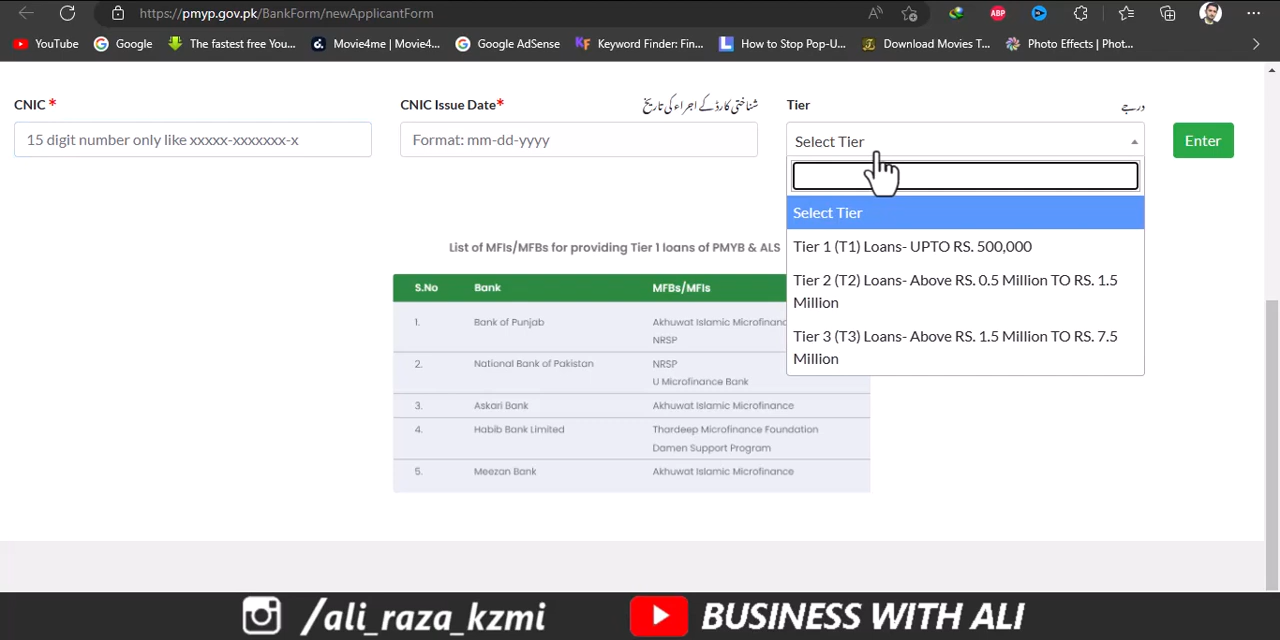 https://pmyp.gov.pk/BankForm/newApplicantForm
ABP
YouTube
Google
The fastest free You...
Movie4me | Movie4...
Google AdSense
KF
Keyword Finder: Fin...
L
How to Stop Pop-U...
Download Movies T...
Photo Effects | Phot...
CNIC *
CNIC Issue Date*
شناختی کارڈ کے اجراء کی تاریخ
Tier
درجے
15 digit number only like xxxxx-xxxxxxx-x
Format: mm-dd-yyyy
Select Tier
Enter
Select Tier
Tier 1 (T1) Loans- UPTO RS. 500,000
Tier 2 (T2) Loans- Above RS. 0.5 Million TO RS. 1.5
Million
Tier 3 (T3) Loans- Above RS. 1.5 Million TO RS. 7.5
Million
List of MFIs/MFBs for providing Tier 1 loans of PMYB & ALS
S.No Bank MFBs/MFIs
1. Bank of Punjab Akhuwat Islamic Microfinanc
NRSP
2. National Bank of Pakistan NRSP
U Microfinance Bank
3. Askari Bank Akhuwat Islamic Microfinance
4. Habib Bank Limited Thardeep Microfinance Foundation
Damen Support Program
5. Meezan Bank Akhuwat Islamic Microfinance
/ali_raza_kzmi
BUSINESS WITH ALI